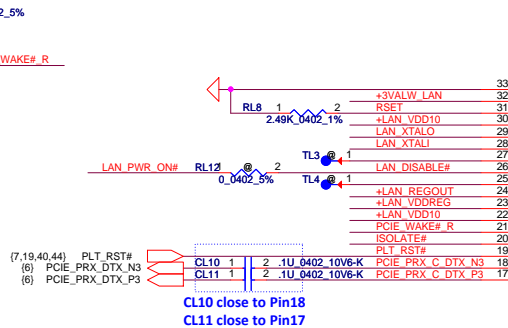 2_5%
WAKE#_R
33
+3VALW_LAN 32
RL8 1 2 RSET 31
2.49K_0402_1% +LAN_VDD10 30
LAN_XTALO 29
LAN_XTALI 28
TL3 @ 1 27
LAN_PWR_ON# RL12 1 @ 2 LAN_DISABLE# 26
0_0402_5% TL4 @ 1 25
+LAN_REGOUT 24
+LAN_VDDREG 23
+LAN_VDD10 22
PCIE_WAKE#_R 21
ISOLATE# 20
{7,19,40,44} PLT_RST# PLT_RST# 19
{6} PCIE_PRX_DTX_N3 CL10 1 2 .1U_0402_10V6-K PCIE_PRX_C_DTX_N3 18
{6} PCIE_PRX_DTX_P3 CL11 1 2 .1U_0402_10V6-K PCIE_PRX_C_DTX_P3 17
CL10 close to Pin18
CL11 close to Pin17